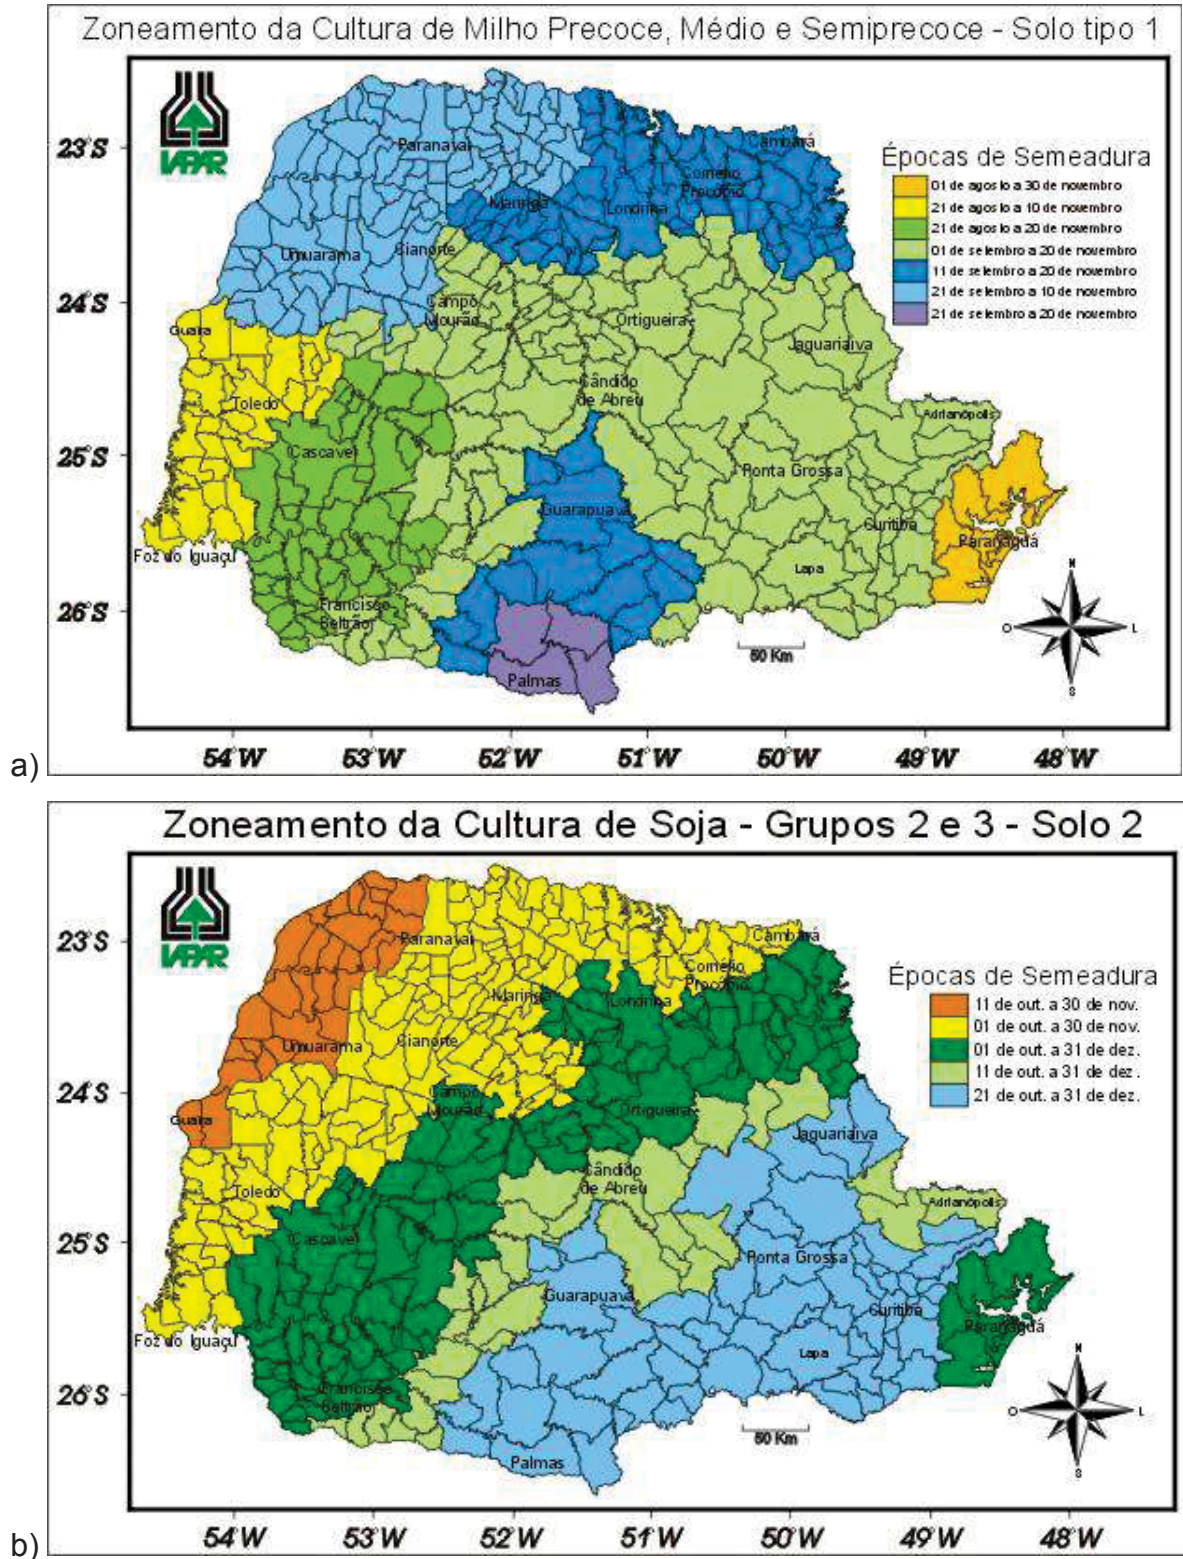 Zoneamento da Cultura de Milho Precoce, Médio e Semiprecoce - Solo tipo 1
IAPAR
23°S
24°S
25°S
26°S
Paranavaí
Cambará
Cornélio
Procópio
Maringá
Londrina
Umuarama
Cianorte
Campo
Mourão
Ortigueira
Jaguariaíva
Guaíra
Cândido
de Abreu
Toledo
Adrianópolis
Cascavel
Ponta Grossa
Guarapuava
Curitiba
Paranaguá
Foz do Iguaçu
Lapa
Francisco
Beltrão
Palmas
Épocas de Semeadura
01 de agosto a 30 de novembro
21 de agosto a 10 de novembro
21 de agosto a 20 de novembro
01 de setembro a 20 de novembro
11 de setembro a 20 de novembro
21 de setembro a 10 de novembro
21 de setembro a 20 de novembro
N
O
L
S
50 Km
54°W
53°W
52°W
51°W
50°W
49°W
48°W
a)
Zoneamento da Cultura de Soja - Grupos 2 e 3 - Solo 2
IAPAR
23°S
24°S
25°S
26°S
Paranavaí
Cambará
Cornélio
Procópio
Maringá
Londrina
Umuarama
Cianorte
Campo
Mourão
Ortigueira
Jaguariaíva
Guaíra
Cândido
de Abreu
Toledo
Adrianópolis
Cascavel
Ponta Grossa
Guarapuava
Curitiba
Paranaguá
Foz do Iguaçu
Lapa
Francisco
Beltrão
Palmas
Épocas de Semeadura
11 de out. a 30 de nov.
01 de out. a 30 de nov.
01 de out. a 31 de dez.
11 de out. a 31 de dez.
21 de out. a 31 de dez.
N
O
L
S
50 Km
54°W
53°W
52°W
51°W
50°W
49°W
48°W
b)